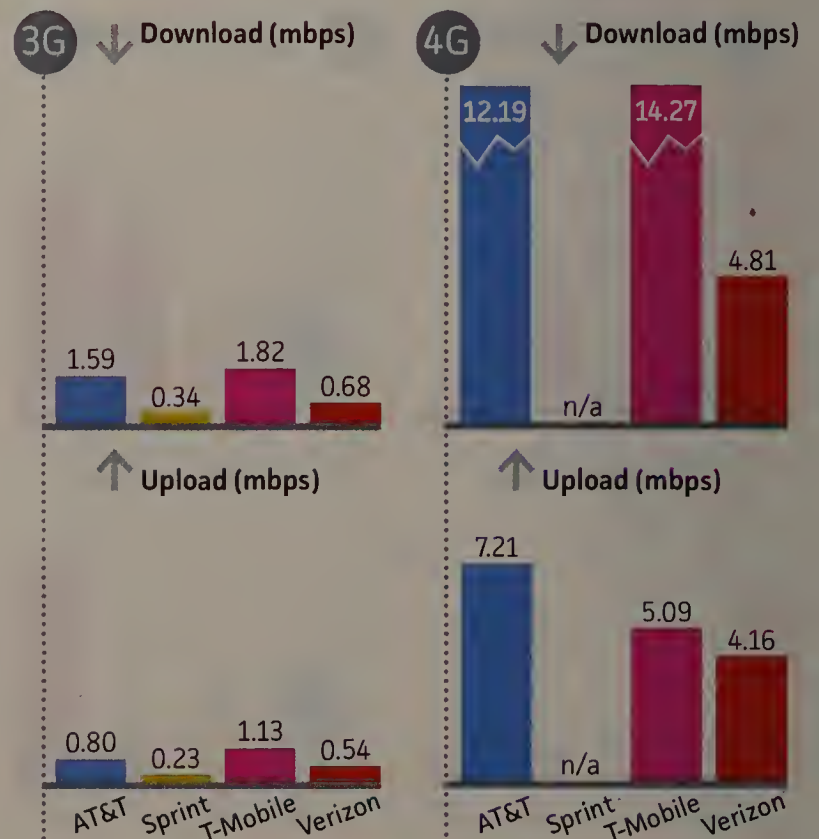 3G ↓ Download (mbps)
1.59 0.34 1.82 0.68
↑ Upload (mbps)
0.80 0.23 1.13 0.54
AT&T Sprint T-Mobile Verizon
4G ↓ Download (mbps)
12.19 n/a 14.27 4.81
↑ Upload (mbps)
7.21 n/a 5.09 4.16
AT&T Sprint T-Mobile Verizon